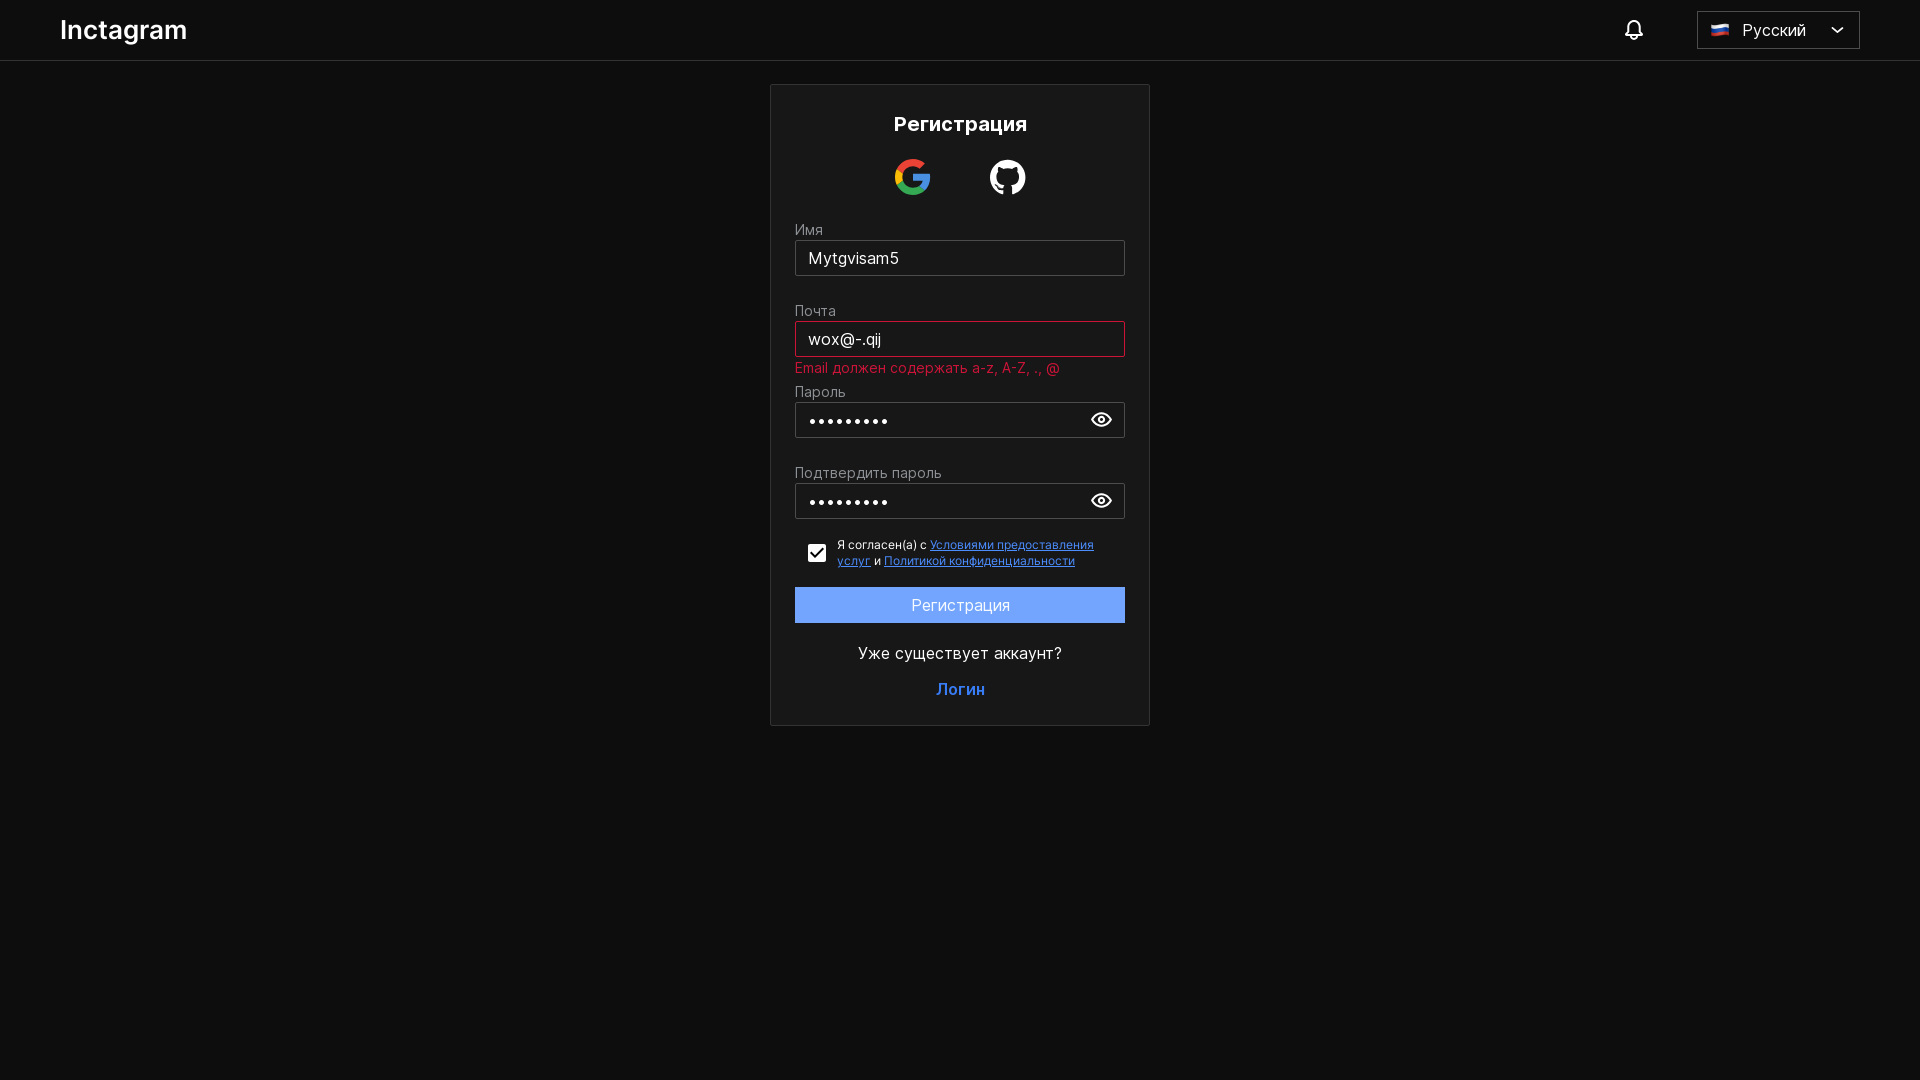 Inctagram
Русский
Регистрация
Имя
Mytgvisam5
Почта
wox@-.qij
Email должен содержать a-z, A-Z, ., @
Пароль
•••••••••
Подтвердить пароль
•••••••••
Я согласен(а) с Условиями предоставления
услуг и Политикой конфиденциальности
Регистрация
Уже существует аккаунт?
Логин